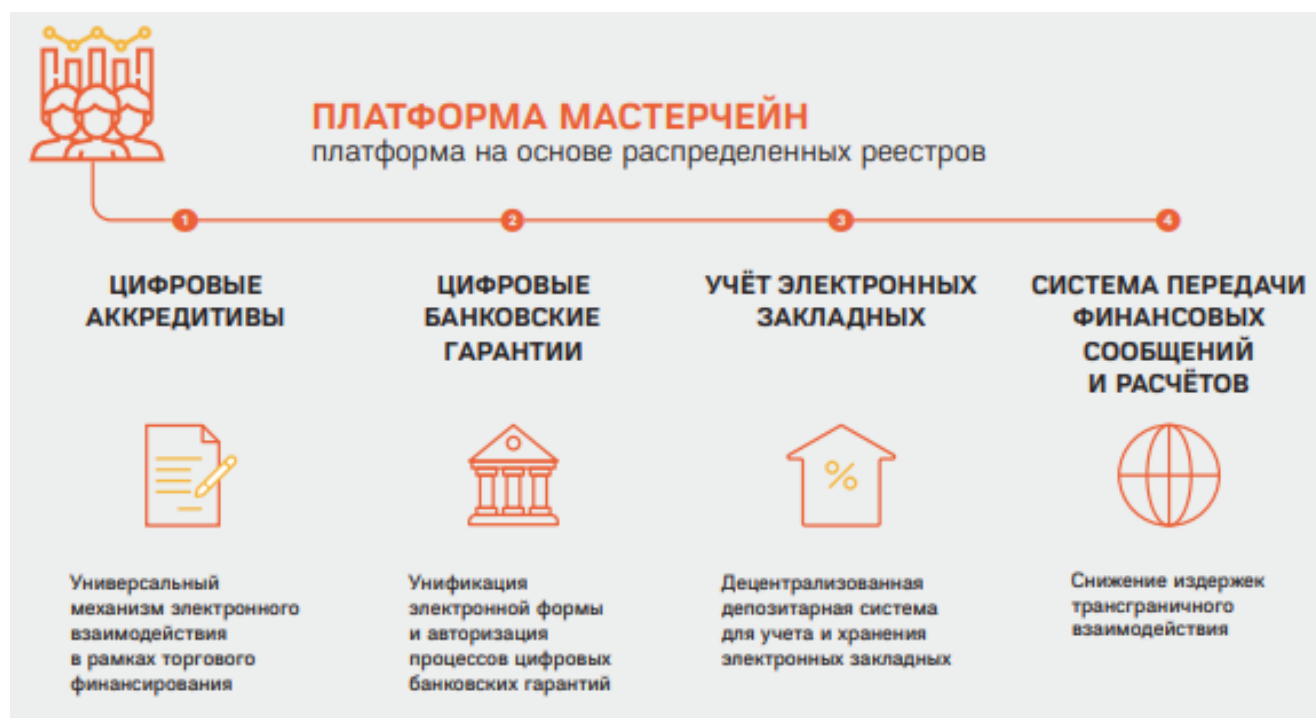 ПЛАТФОРМА МАСТЕРЧЕЙН
платформа на основе распределенных реестров
1
2
3
4
ЦИФРОВЫЕ
АККРЕДИТИВЫ
ЦИФРОВЫЕ
БАНКОВСКИЕ
ГАРАНТИИ
УЧЁТ ЭЛЕКТРОННЫХ
ЗАКЛАДНЫХ
СИСТЕМА ПЕРЕДАЧИ
ФИНАНСОВЫХ
СООБЩЕНИЙ
И РАСЧЁТОВ
%
Универсальный
механизм электронного
взаимодействия
в рамках торгового
финансирования
Унификация
электронной формы
и авторизация
процессов цифровых
банковских гарантий
Децентрализованная
депозитарная система
для учета и хранения
электронных закладных
Снижение издержек
трансграничного
взаимодействия